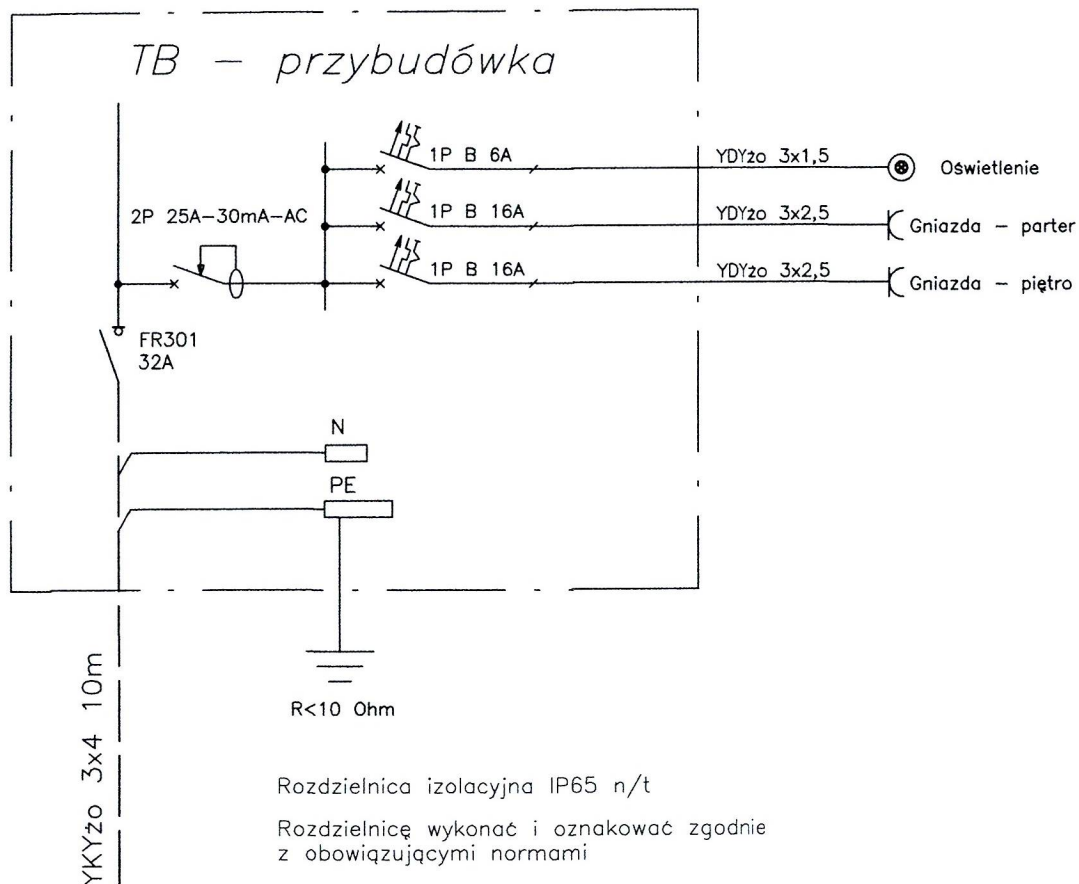 TB – przybudówka
1P B 6A
YDYżo 3x1,5
Oświetlenie
2P 25A-30mA-AC
1P B 16A
YDYżo 3x2,5
Gniazda – parter
1P B 16A
YDYżo 3x2,5
Gniazda – piętro
FR301
32A
N
PE
R<10 Ohm
YKYżo 3x4 10m
Rozdzielnica izolacyjna IP65 n/t
Rozdzielnicę wykonać i oznakować zgodnie
z obowiązującymi normami